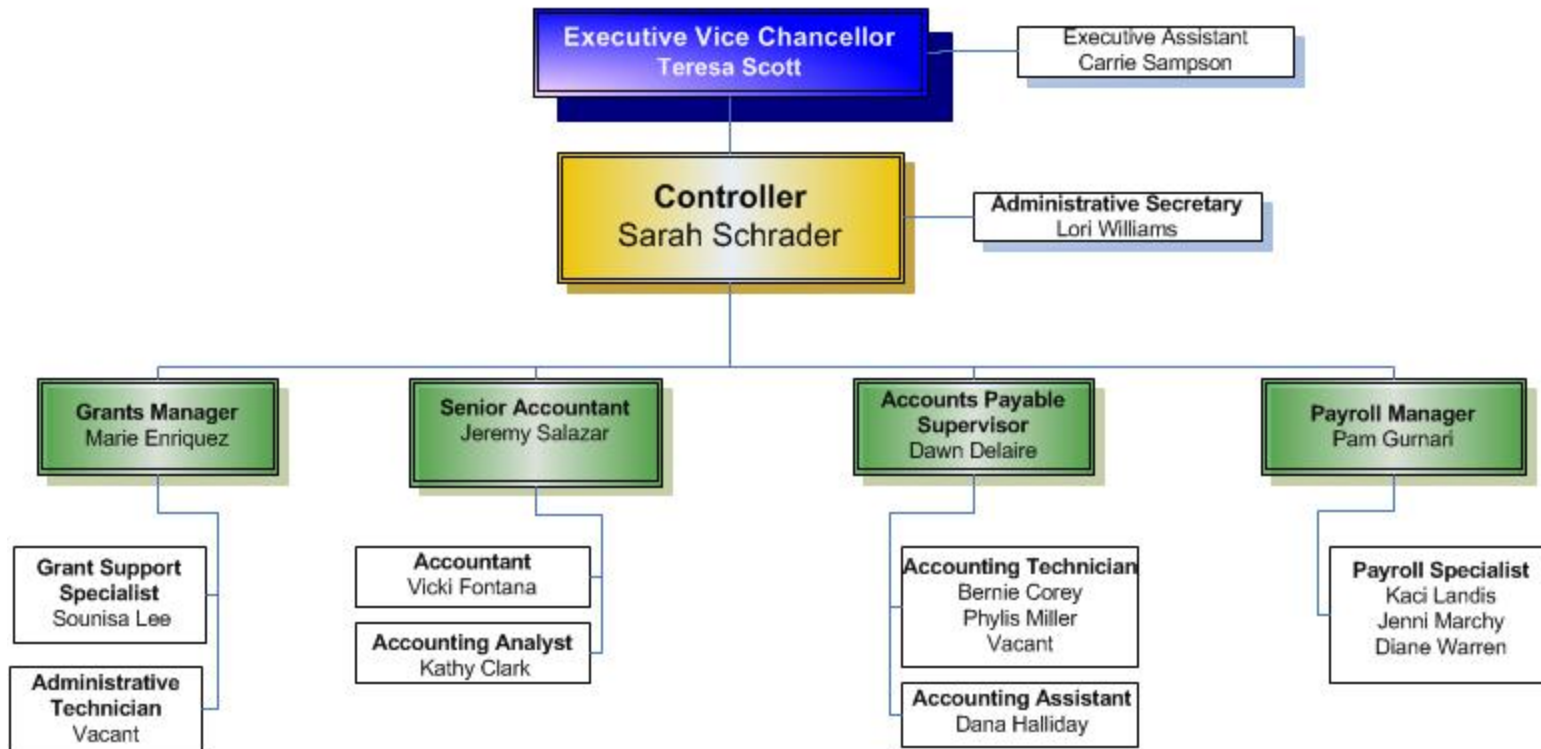 Executive Vice Chancellor
Teresa Scott
Executive Assistant
Carrie Sampson
Controller
Sarah Schrader
Administrative Secretary
Lori Williams
Grants Manager
Marie Enriquez
Senior Accountant
Jeremy Salazar
Accounts Payable
Supervisor
Dawn Delaire
Payroll Manager
Pam Gurnari
Grant Support
Specialist
Sounisa Lee
Administrative
Technician
Vacant
Accountant
Vicki Fontana
Accounting Analyst
Kathy Clark
Accounting Technician
Bernie Corey
Phylis Miller
Vacant
Accounting Assistant
Dana Halliday
Payroll Specialist
Kaci Landis
Jenni Marchy
Diane Warren